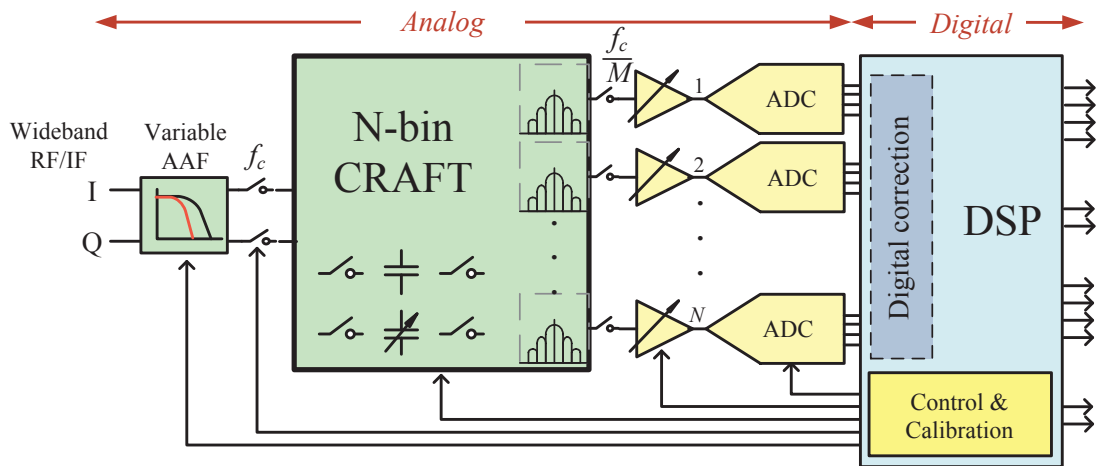 Analog
Digital
Wideband
RF/IF
Variable
AAF
I
Q
f_c
N-bin
CRAFT
f_c
M
1
ADC
2
ADC
N
ADC
Digital correction
DSP
Control &
Calibration